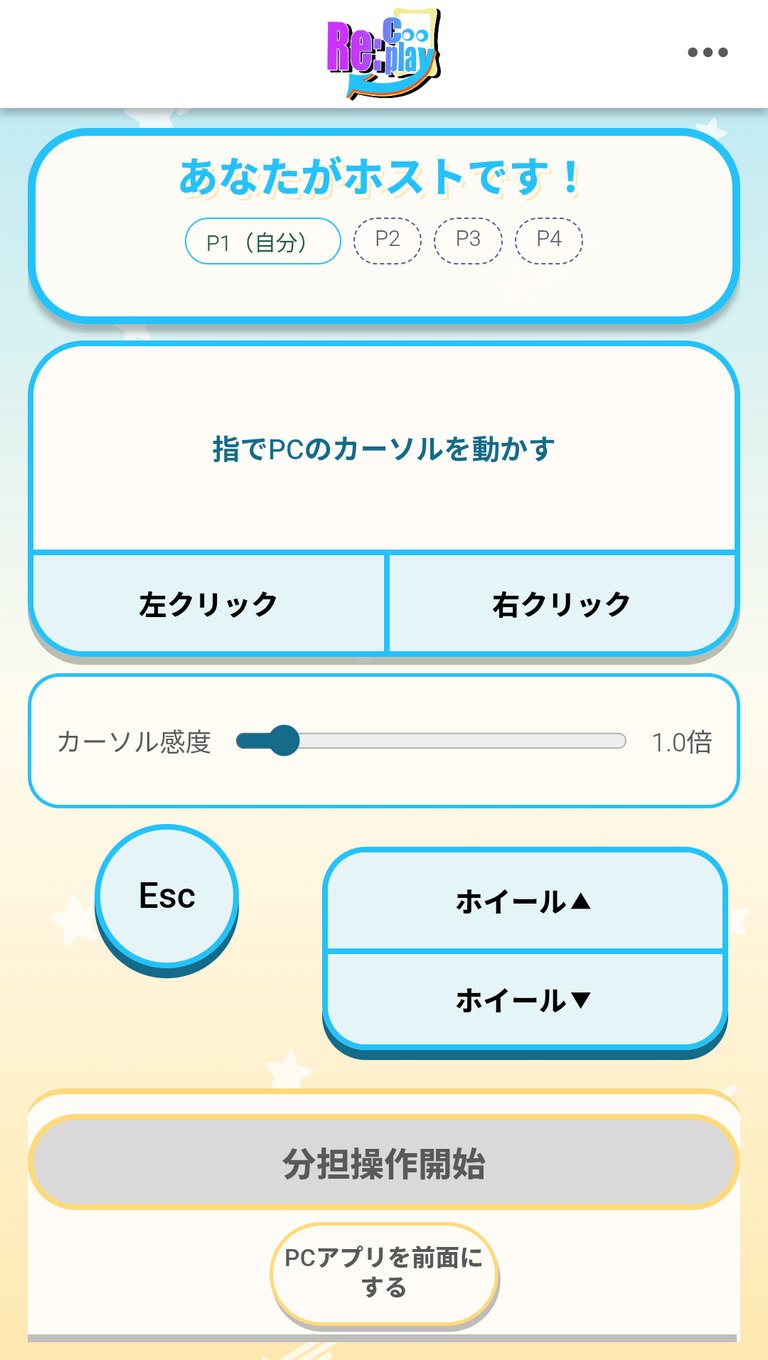 Re:Coo
play
あなたがホストです！
P1（自分） P2 P3 P4
指でPCのカーソルを動かす
左クリック 右クリック
カーソル感度 1.0倍
Esc
ホイール▲
ホイール▼
分担操作開始
PCアプリを前面に
する